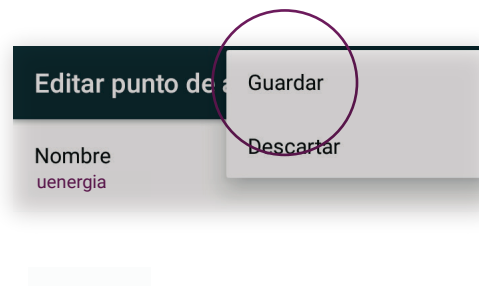 Editar punto de
Guardar
Descartar
Nombre
uenergia